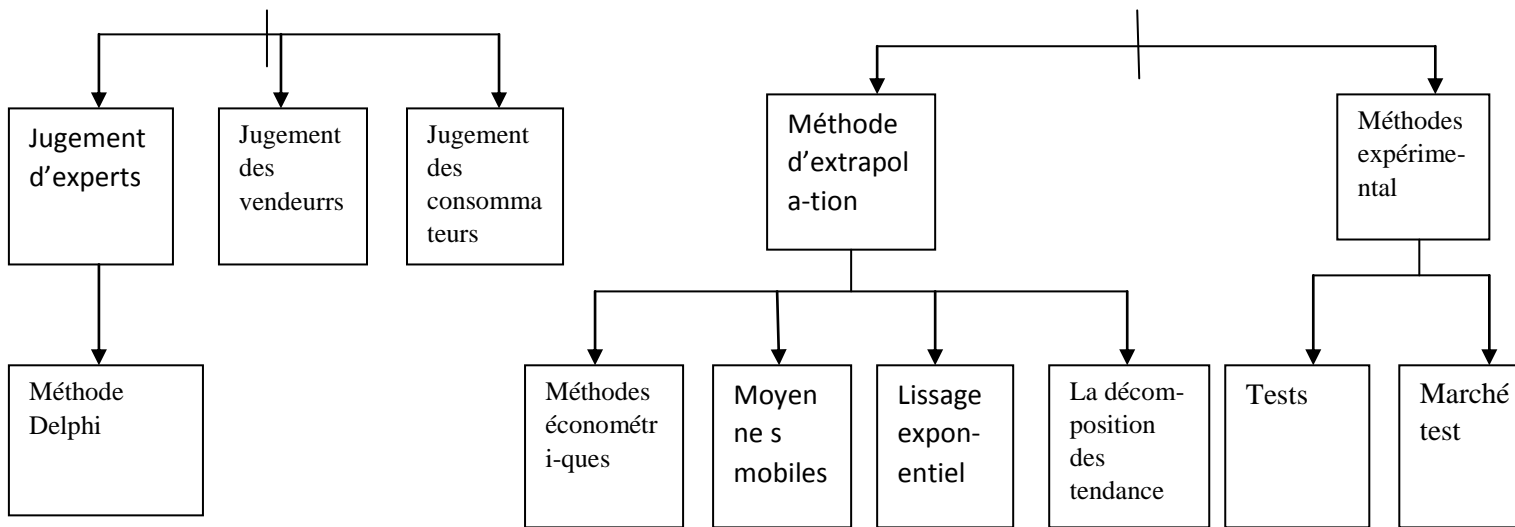 Jugement
d’experts
Jugement
des
vendeurrs
Jugement
des
consomma
teurs
Méthode
d’extrapol
a-tion
Méthodes
expérime-
ntal
Méthode
Delphi
Méthodes
économétr
i-ques
Moyen
ne s
mobiles
Lissage
expon-
entiel
La décom-
position
des
tendance
Tests
Marché
test